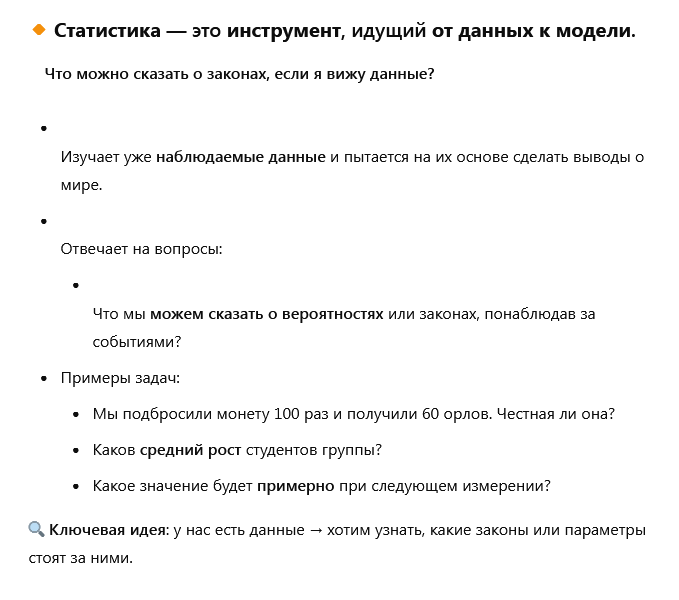 Статистика — это инструмент, идущий от данных к модели.
Что можно сказать о законах, если я вижу данные?
Изучает уже наблюдаемые данные и пытается на их основе сделать выводы о
мире.
Отвечает на вопросы:
Что мы можем сказать о вероятностях или законах, понаблюдав за
событиями?
Примеры задач:
Мы подбросили монету 100 раз и получили 60 орлов. Честная ли она?
Каков средний рост студентов группы?
Какое значение будет примерно при следующем измерении?
Ключевая идея: у нас есть данные → хотим узнать, какие законы или параметры
стоят за ними.